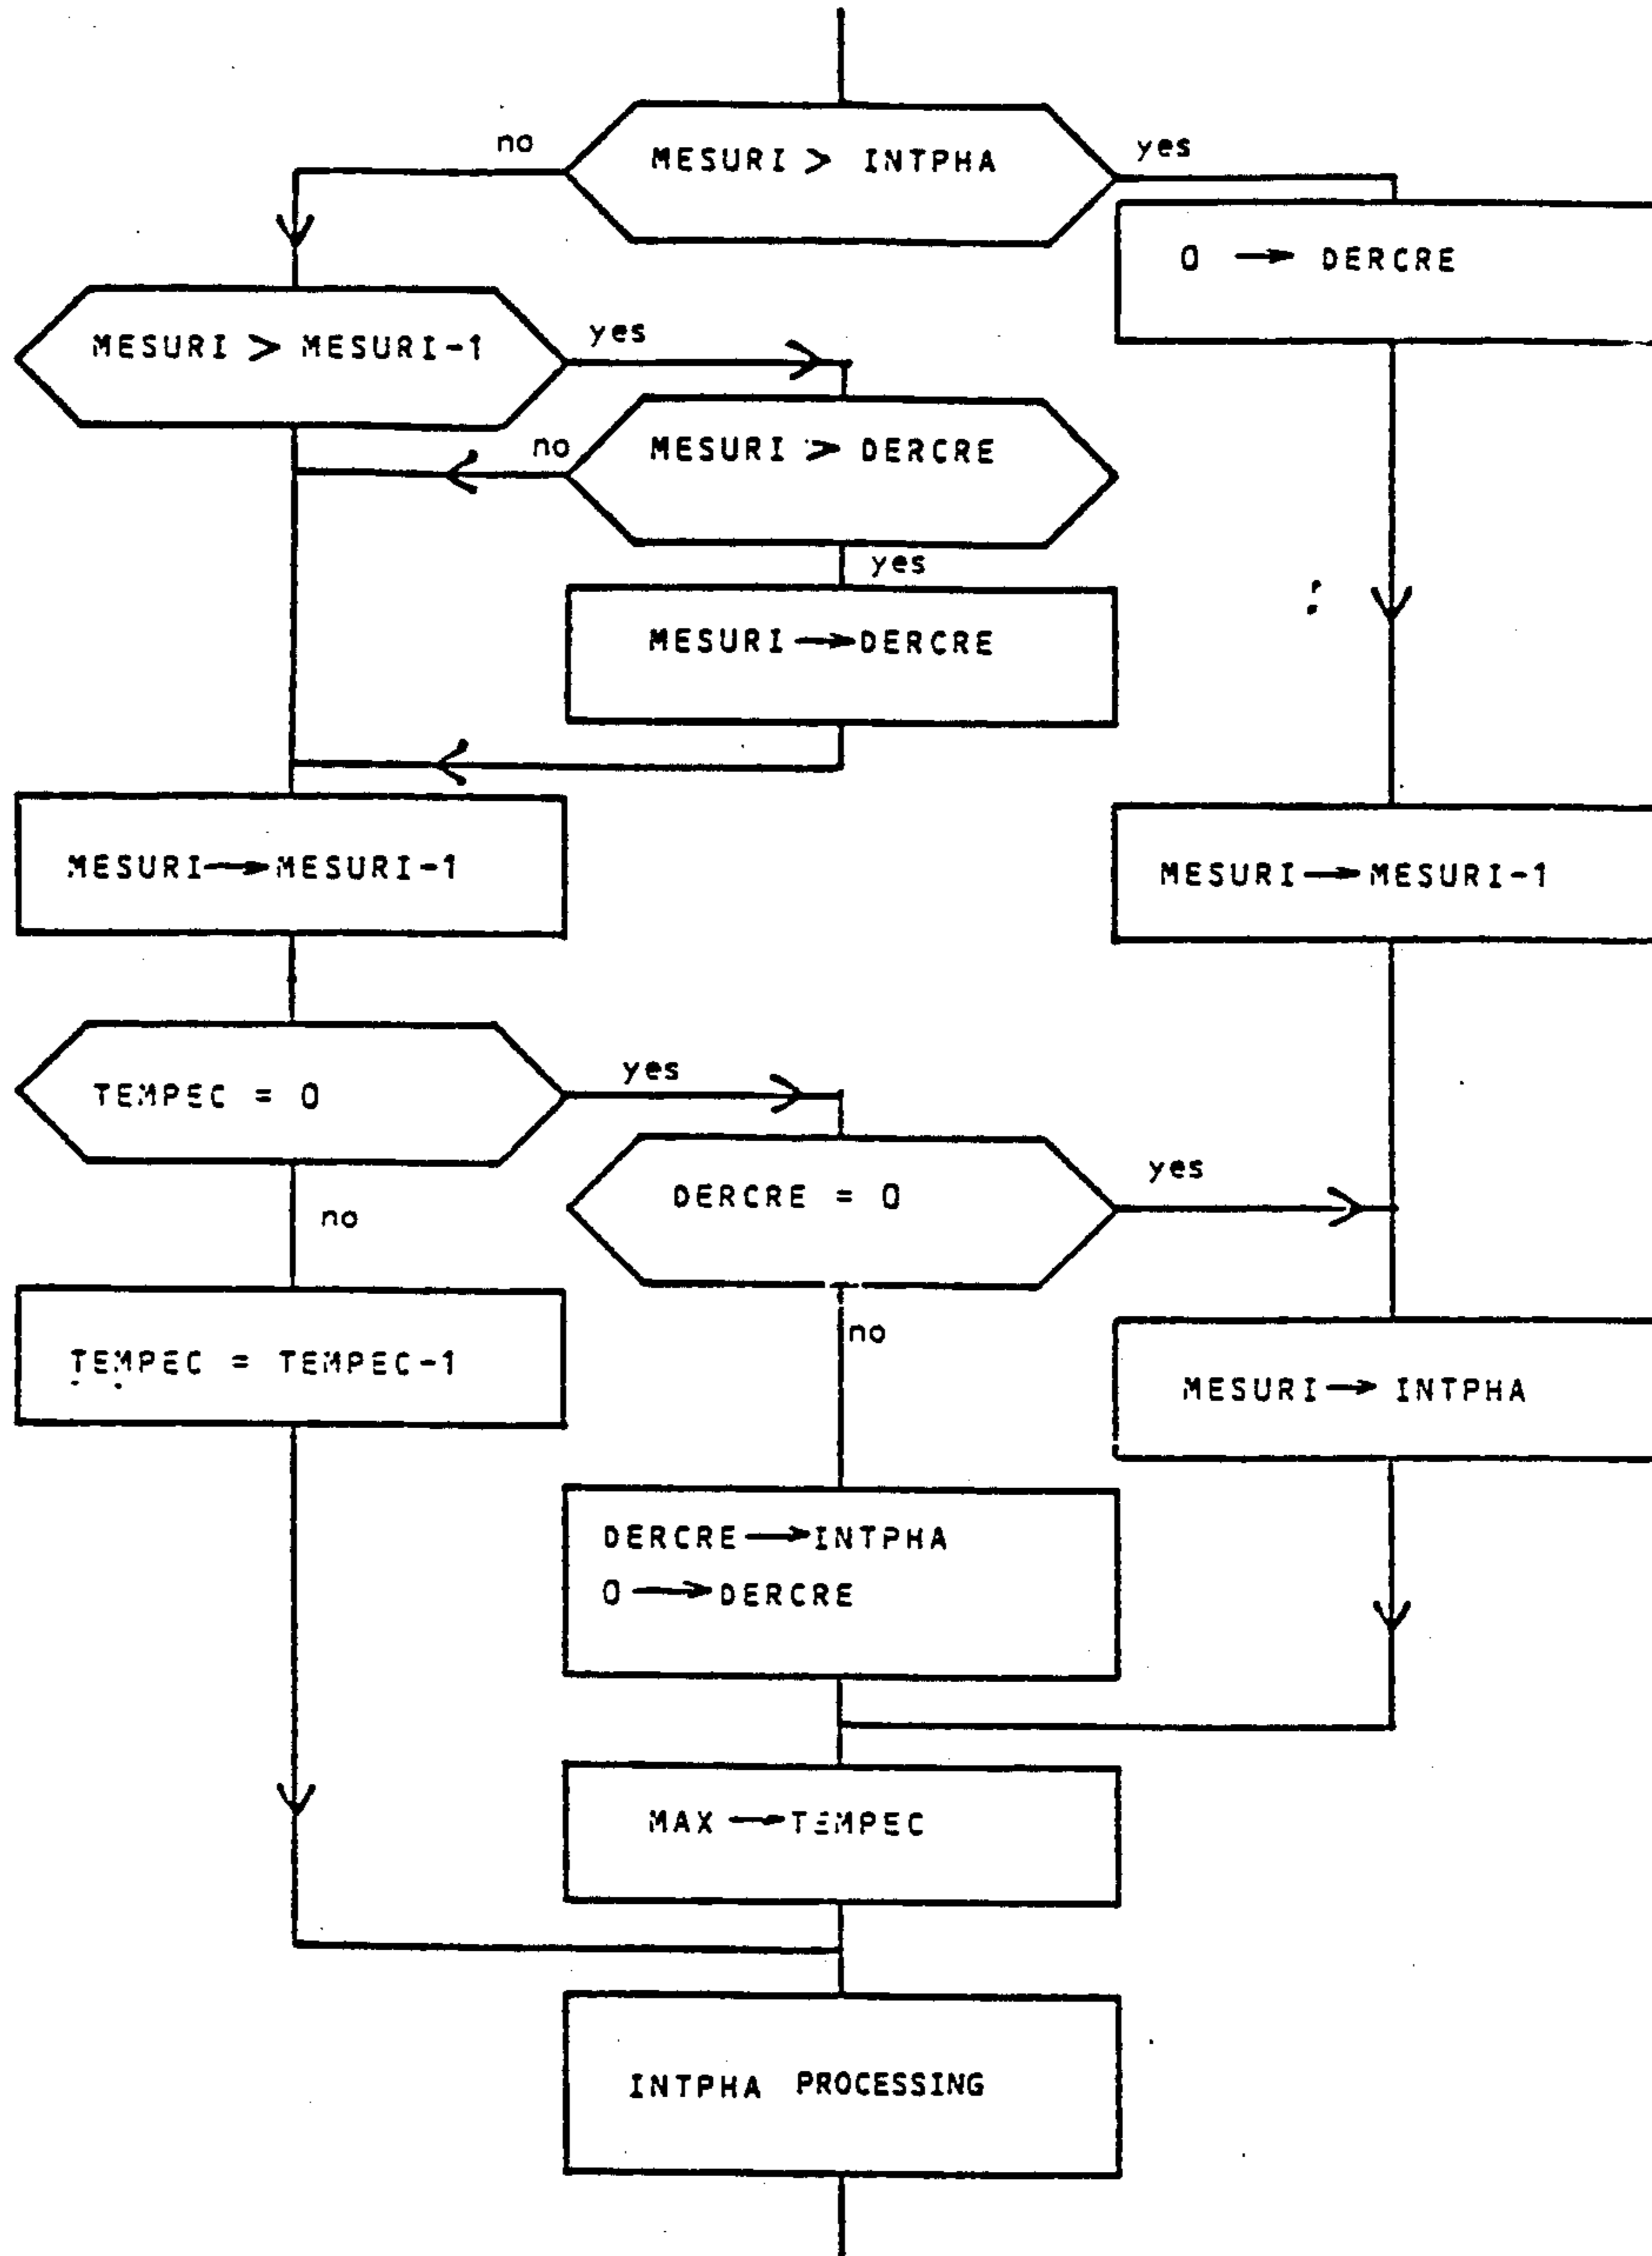 no
MESURI > INTPHA
yes
0 → DERCRE
MESURI > MESURI-1
yes
no
MESURI > DERCRE
yes
MESURI → DERCRE
MESURI → MESURI-1
MESURI → MESURI-1
TEMPEC = 0
yes
DERCRE = 0
yes
no
no
TEMPEC = TEMPEC-1
MESURI → INTPHA
DERCRE → INTPHA
0 → DERCRE
MAX → TEMPEC
INTPHA PROCESSING